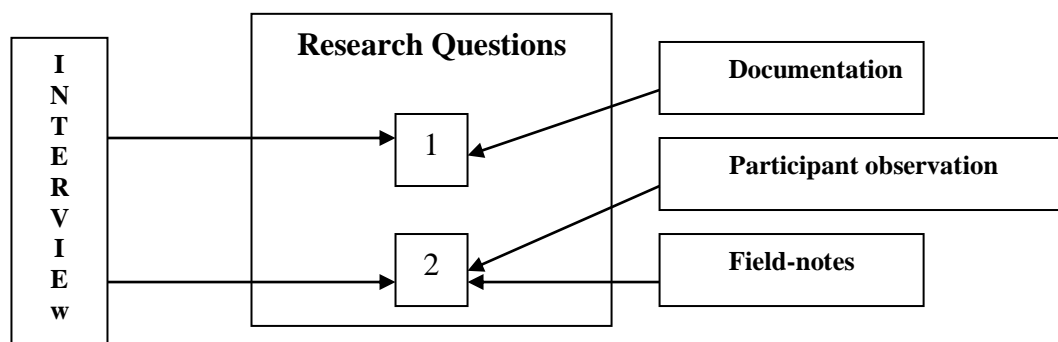 I
N
T
E
R
V
I
E
w
Research Questions
1
2
Documentation
Participant observation
Field-notes